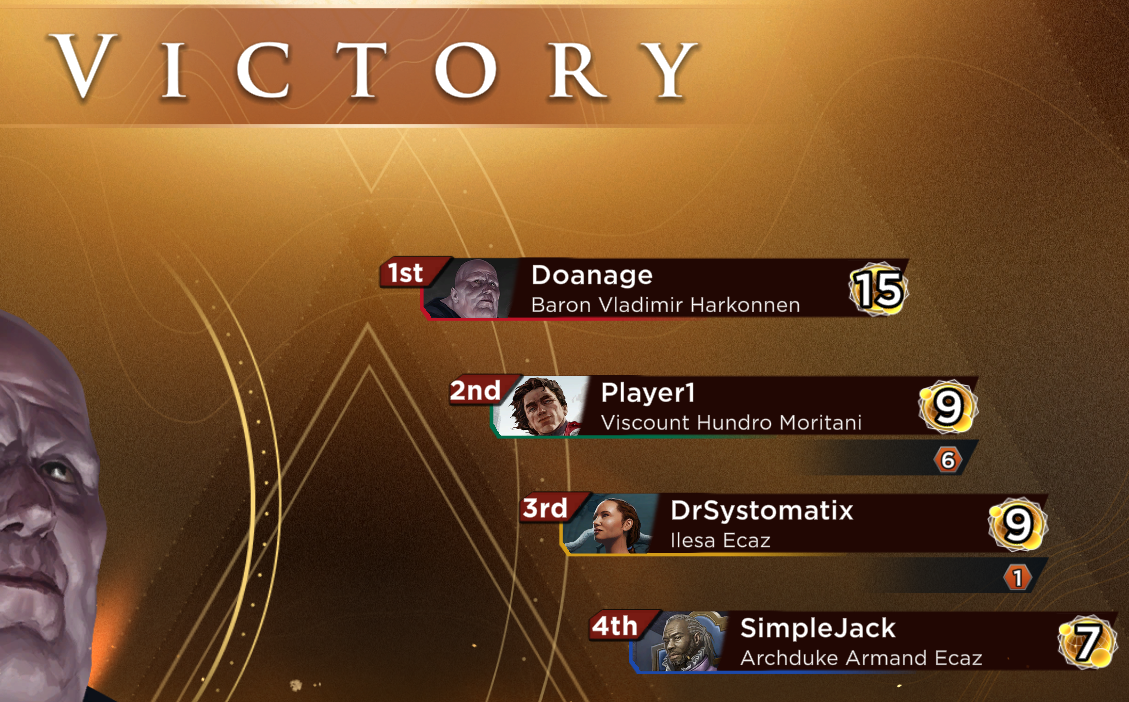 VICTORY
1st
Doanage
15
Baron Vladimir Harkonnen
2nd
Player1
9
Viscount Hundro Moritani
6
3rd
DrSystomatix
9
Ilesa Ecaz
1
4th
SimpleJack
7
Archduke Armand Ecaz